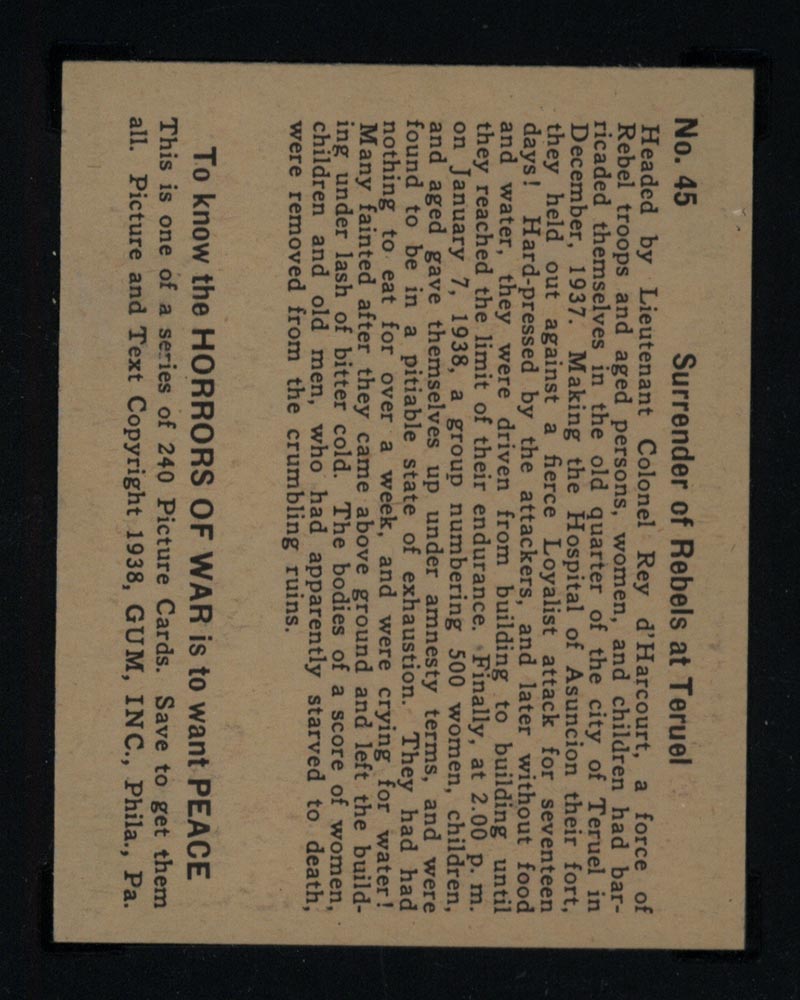 No. 45 Surrender of Rebels at Teruel
Headed by Lieutenant Colonel Rey d'Harcourt, a force of
Rebel troops and aged persons, women, and children had bar-
ricaded themselves in the old quarter of the city of Teruel in
December, 1937. Making the Hospital of Asuncion their fort,
they held out against a fierce Loyalist attack for seventeen
days! Hard-pressed by the attackers, and later without food
and water, they were driven from building to building until
they reached the limit of their endurance. Finally, at 2.00 p. m.
on January 7, 1938, a group numbering 500 women, children,
and aged gave themselves up under amnesty terms, and were
found to be in a pitiable state of exhaustion. They had had
nothing to eat for over a week, and were crying for water!
Many fainted after they came above ground and left the build-
ing under lash of bitter cold. The bodies of a score of women,
children and old men, who had apparently starved to death,
were removed from the crumbling ruins.
To know the HORRORS OF WAR is to want PEACE
This is one of a series of 240 Picture Cards. Save to get them
all. Picture and Text Copyright 1938, GUM, INC., Phila., Pa.